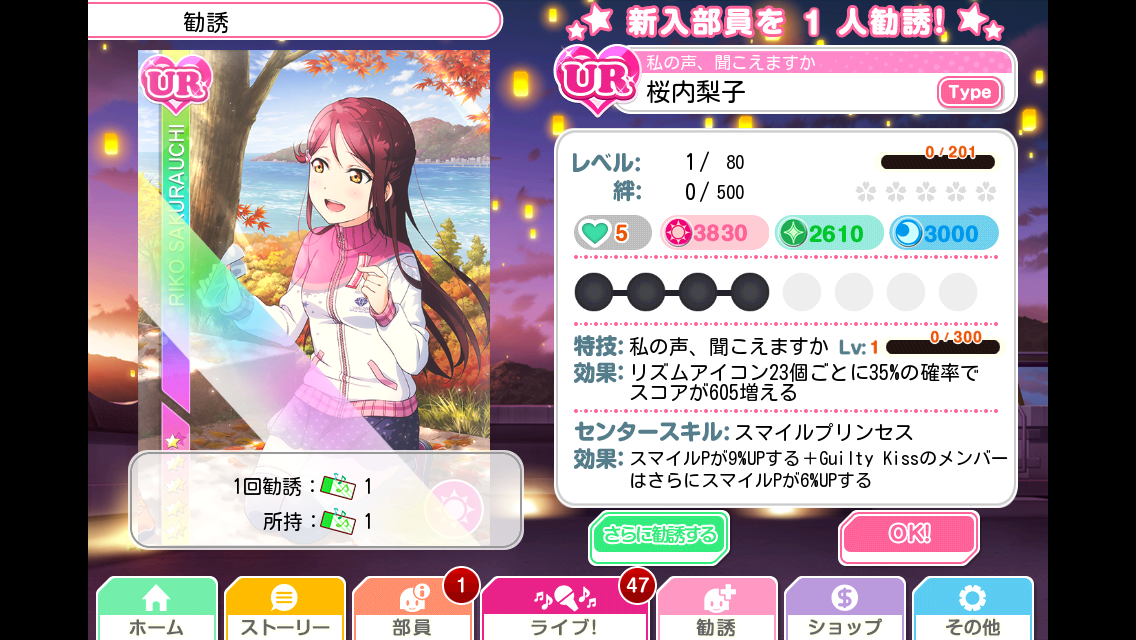 勧誘
新入部員を 1 人勧誘!
UR
RIKO SAKURAUCHI
UR
私の声、聞こえますか
桜内梨子
Type
レベル: 1/ 80
0/201
絆: 0/ 500
5 3830 2610 3000
特技: 私の声、聞こえますか Lv:1
0/300
効果: リズムアイコン23個ごとに35%の確率で
スコアが605増える
センタースキル: スマイルプリンセス
効果: スマイルPが9%UPする＋Guilty Kissのメンバー
はさらにスマイルPが6%UPする
1回勧誘： 1
所持： 1
さらに勧誘する
OK!
1
47
ホーム
ストーリー
部員
ライブ!
勧誘
ショップ
その他